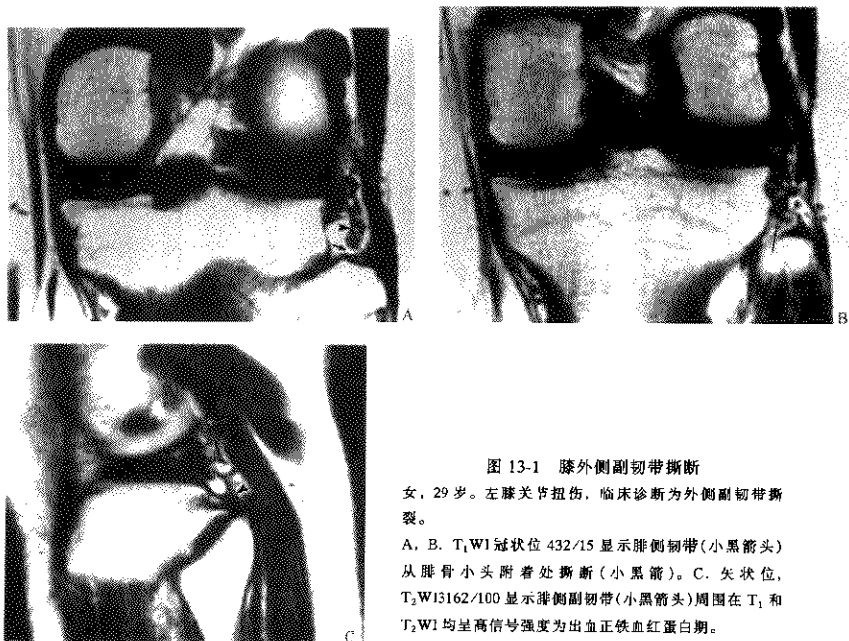 A
B
C
图 13-1 膝外侧副韧带撕断
女，29 岁。左膝关节扭伤，临床诊断为外侧副韧带撕
裂。
A，B. T₁WI 冠状位 432/15 显示腓侧韧带(小黑箭头)
从腓骨小头附着处撕断(小黑箭)。C. 矢状位，
T₂WI3162/100 显示腓侧副韧带(小黑箭头)周围在 T₁ 和
T₂WI 均呈高信号强度为出血正铁血红蛋白期。